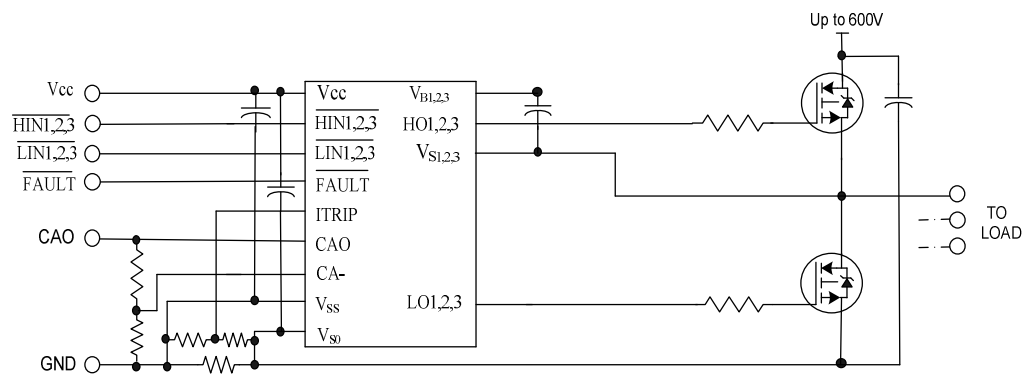 Up to 600V
Vcc
HIN1,2,3
LIN1,2,3
FAULT
CAO
GND
Vcc
HIN1,2,3
LIN1,2,3
FAULT
ITRIP
CAO
CA-
VSS
VS0
VB1,2,3
HO1,2,3
VS1,2,3
LO1,2,3
TO
LOAD